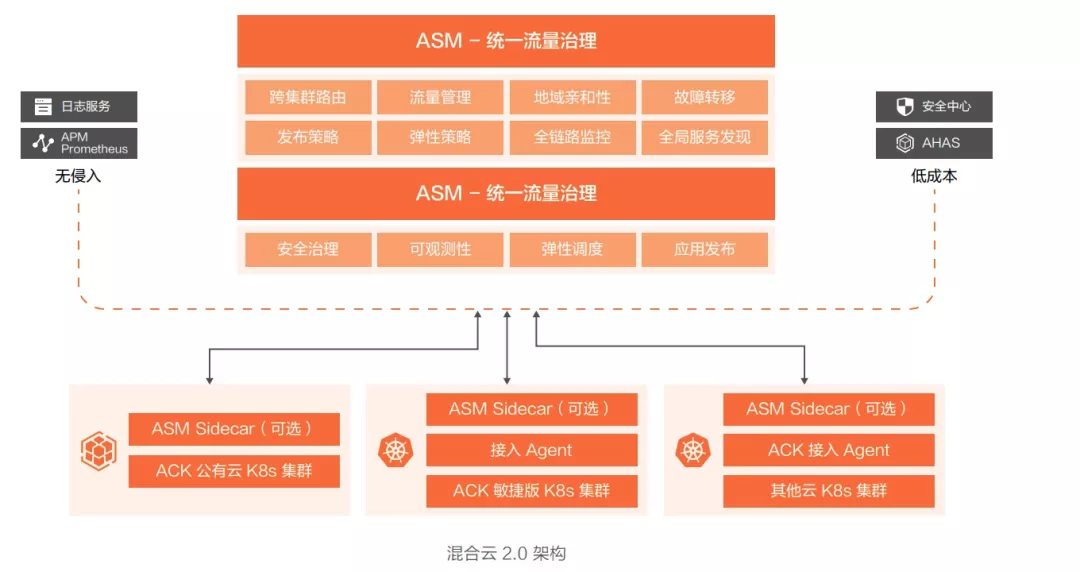 ASM – 统一流量治理
跨集群路由 流量管理 地域亲和性 故障转移
发布策略 弹性策略 全链路监控 全局服务发现
日志服务
APM
Prometheus
无侵入
安全中心
AHAS
低成本
ASM – 统一流量治理
安全治理 可观测性 弹性调度 应用发布
ASM Sidecar（可选）
ACK 公有云 K8s 集群
ASM Sidecar（可选）
接入 Agent
ACK 敏捷版 K8s 集群
ASM Sidecar（可选）
ACK 接入 Agent
其他云 K8s 集群
混合云 2.0 架构